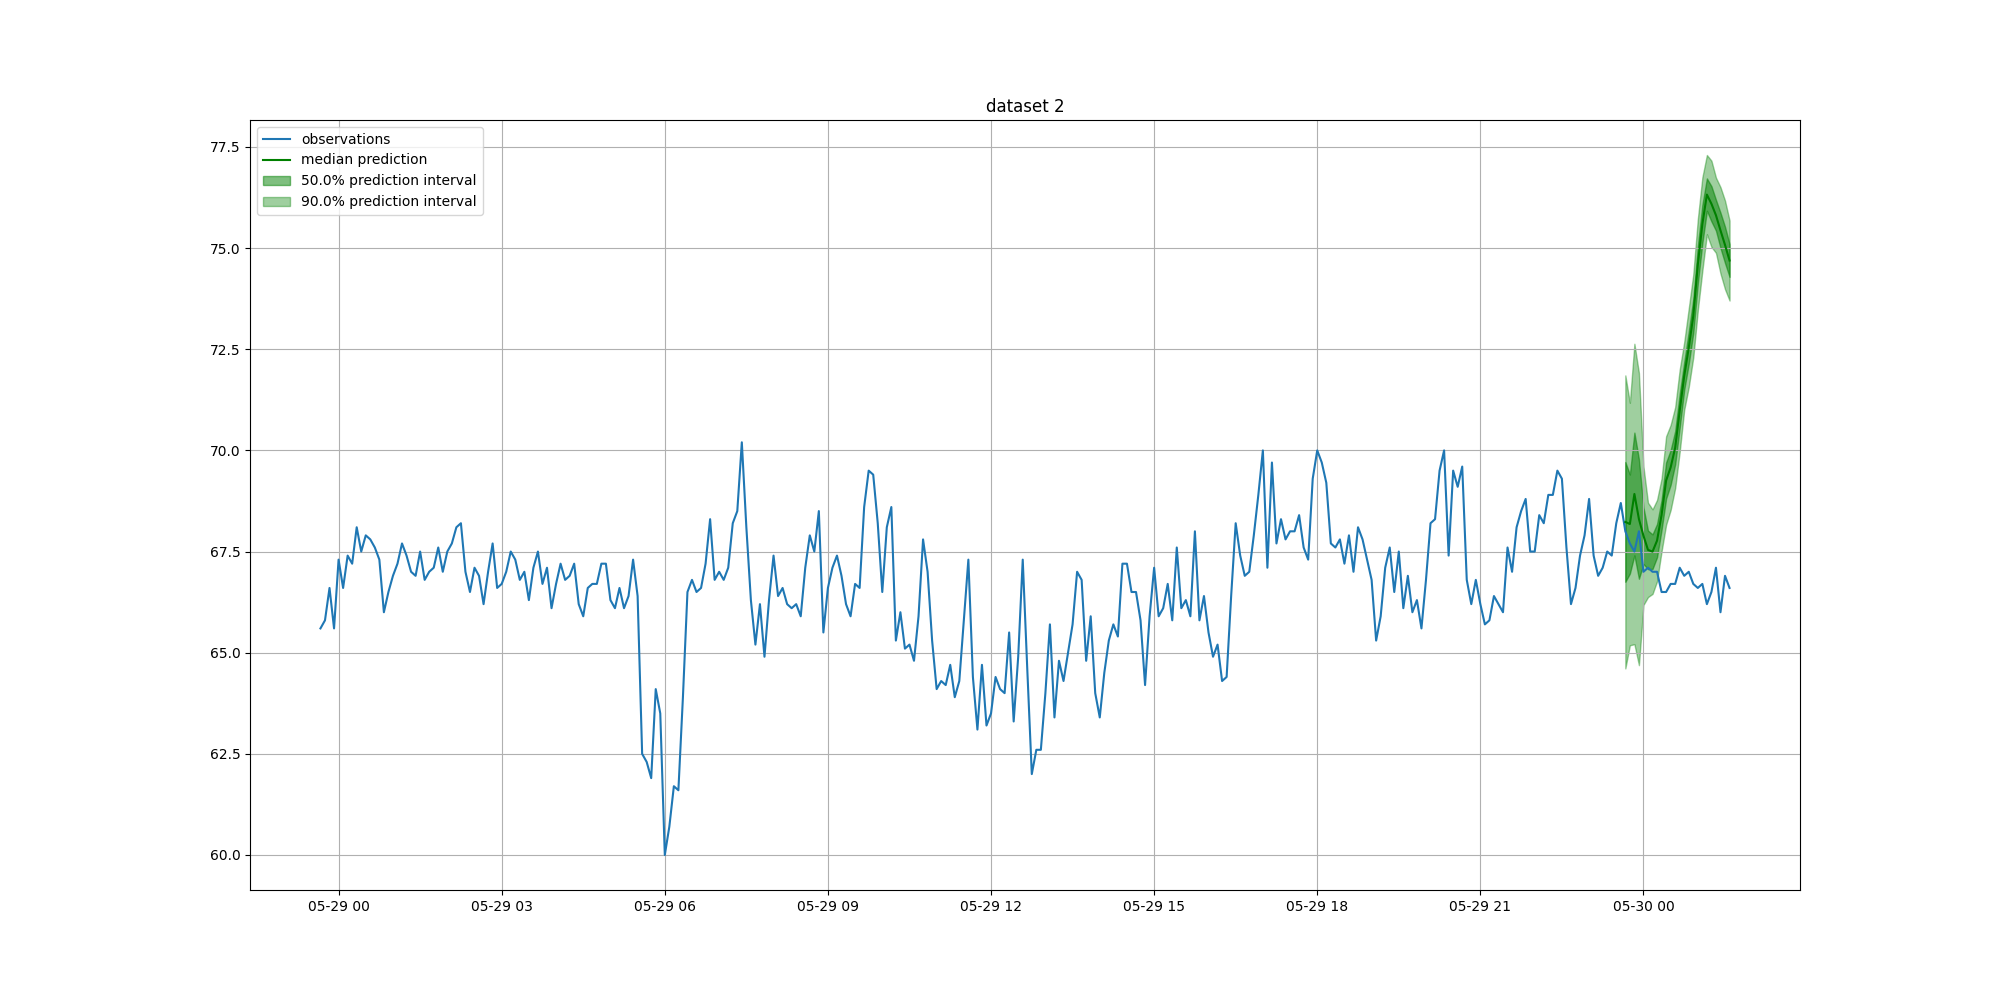 dataset 2
observations
median prediction
50.0% prediction interval
90.0% prediction interval
77.5
75.0
72.5
70.0
67.5
65.0
62.5
60.0
05-29 00 05-29 03 05-29 06 05-29 09 05-29 12 05-29 15 05-29 18 05-29 21 05-30 00